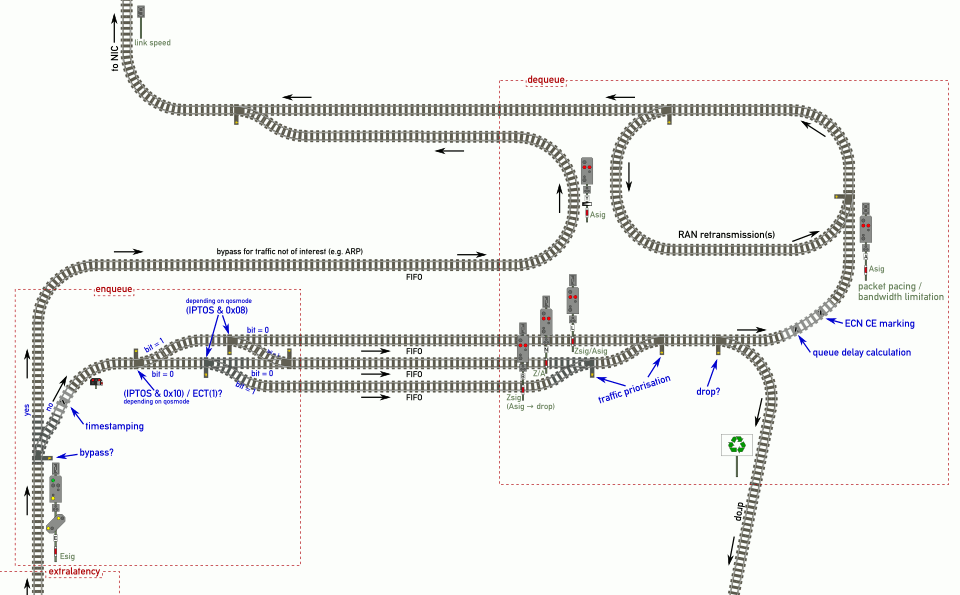 to NIC
link speed
dequeue
Asig
RAN retransmission(s)
bypass for traffic not of interest (e.g. ARP)
FIFO
Asig
packet pacing /
bandwidth limitation
enqueue
depending on qosmode
(IPTOS & 0x08)
bit = 1
bit = 0
FIFO
Zsig/Asig
ECN CE marking
queue delay calculation
bit = 0
bit = 0
FIFO
Z/A
bit = 1
FIFO
(IPTOS & 0x10) / ECT(1)?
depending on qosmode
Zsig
(Asig → drop)
traffic priorisation
drop?
yes
no
timestamping
bypass?
drop
Esig
extralatency